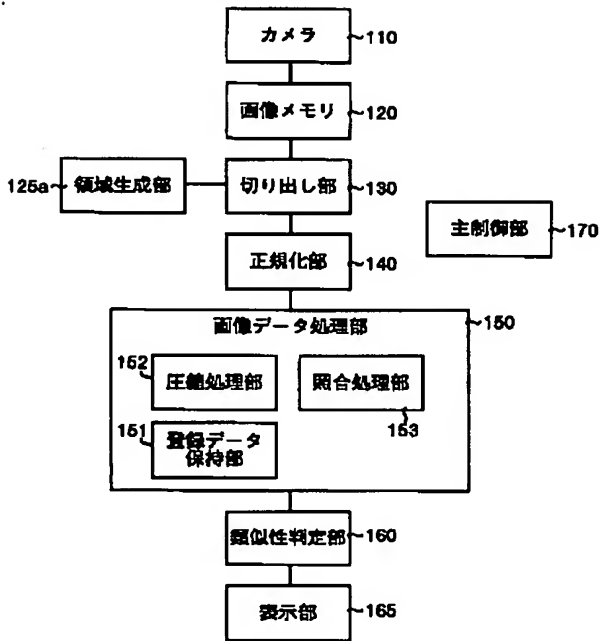 カメラ ~110
画像メモリ ~120
125a~ 領域生成部 切り出し部 ~130
主制御部 ~170
正規化部 ~140
画像データ処理部 ~150
152 圧縮処理部 照合処理部 153
151 登録データ
保持部
類似性判定部 ~160
表示部 ~165